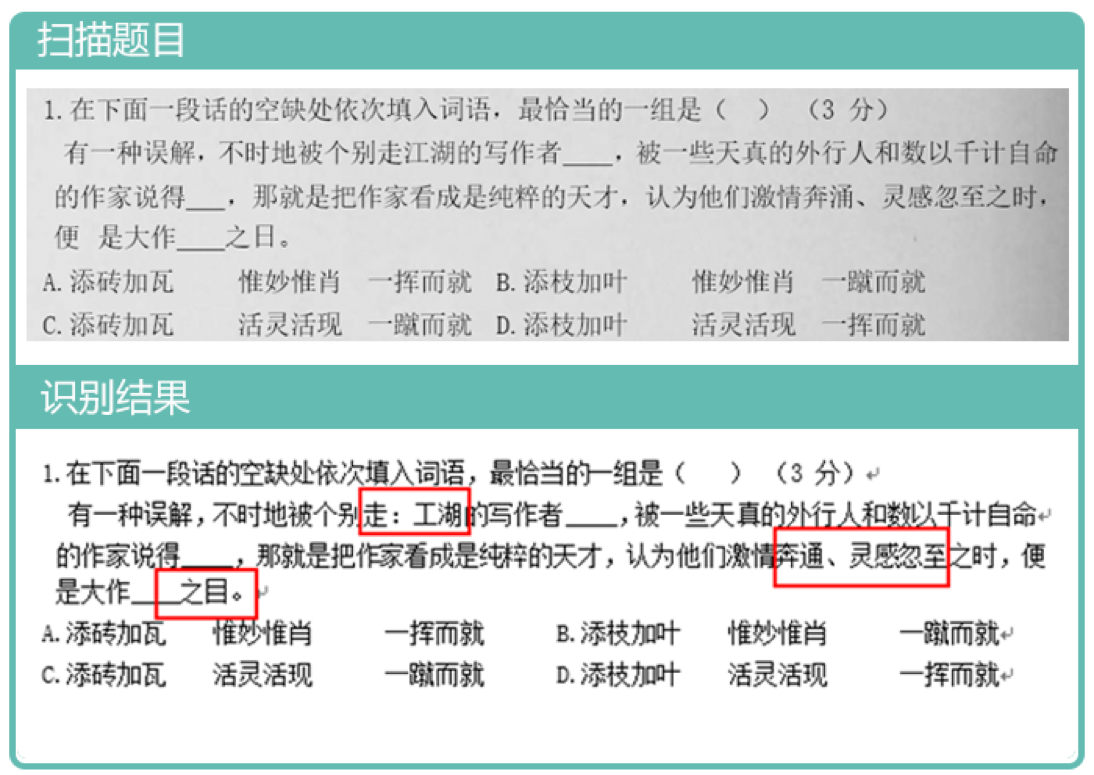 扫描题目
1. 在下面一段话的空缺处依次填入词语，最恰当的一组是（ ）（3 分）
有一种误解，不时地被个别走江湖的写作者____，被一些天真的外行人和数以千计自命
的作家说得___，那就是把作家看成是纯粹的天才，认为他们激情奔涌、灵感忽至之时，
便 是大作____之日。
A. 添砖加瓦 惟妙惟肖 一挥而就 B. 添枝加叶 惟妙惟肖 一蹴而就
C. 添砖加瓦 活灵活现 一蹴而就 D. 添枝加叶 活灵活现 一挥而就
识别结果
1. 在下面一段话的空缺处依次填入词语，最恰当的一组是（ ）（3 分）↵
有一种误解，不时地被个别走：工湖的写作者____，被一些天真的外行人和数以千计自命↵
的作家说得____，那就是把作家看成是纯粹的天才，认为他们激情奔通、灵感忽至之时，便
是大作____之目。↵
A. 添砖加瓦 惟妙惟肖 一挥而就 B. 添枝加叶 惟妙惟肖 一蹴而就↵
C. 添砖加瓦 活灵活现 一蹴而就 D. 添枝加叶 活灵活现 一挥而就↵